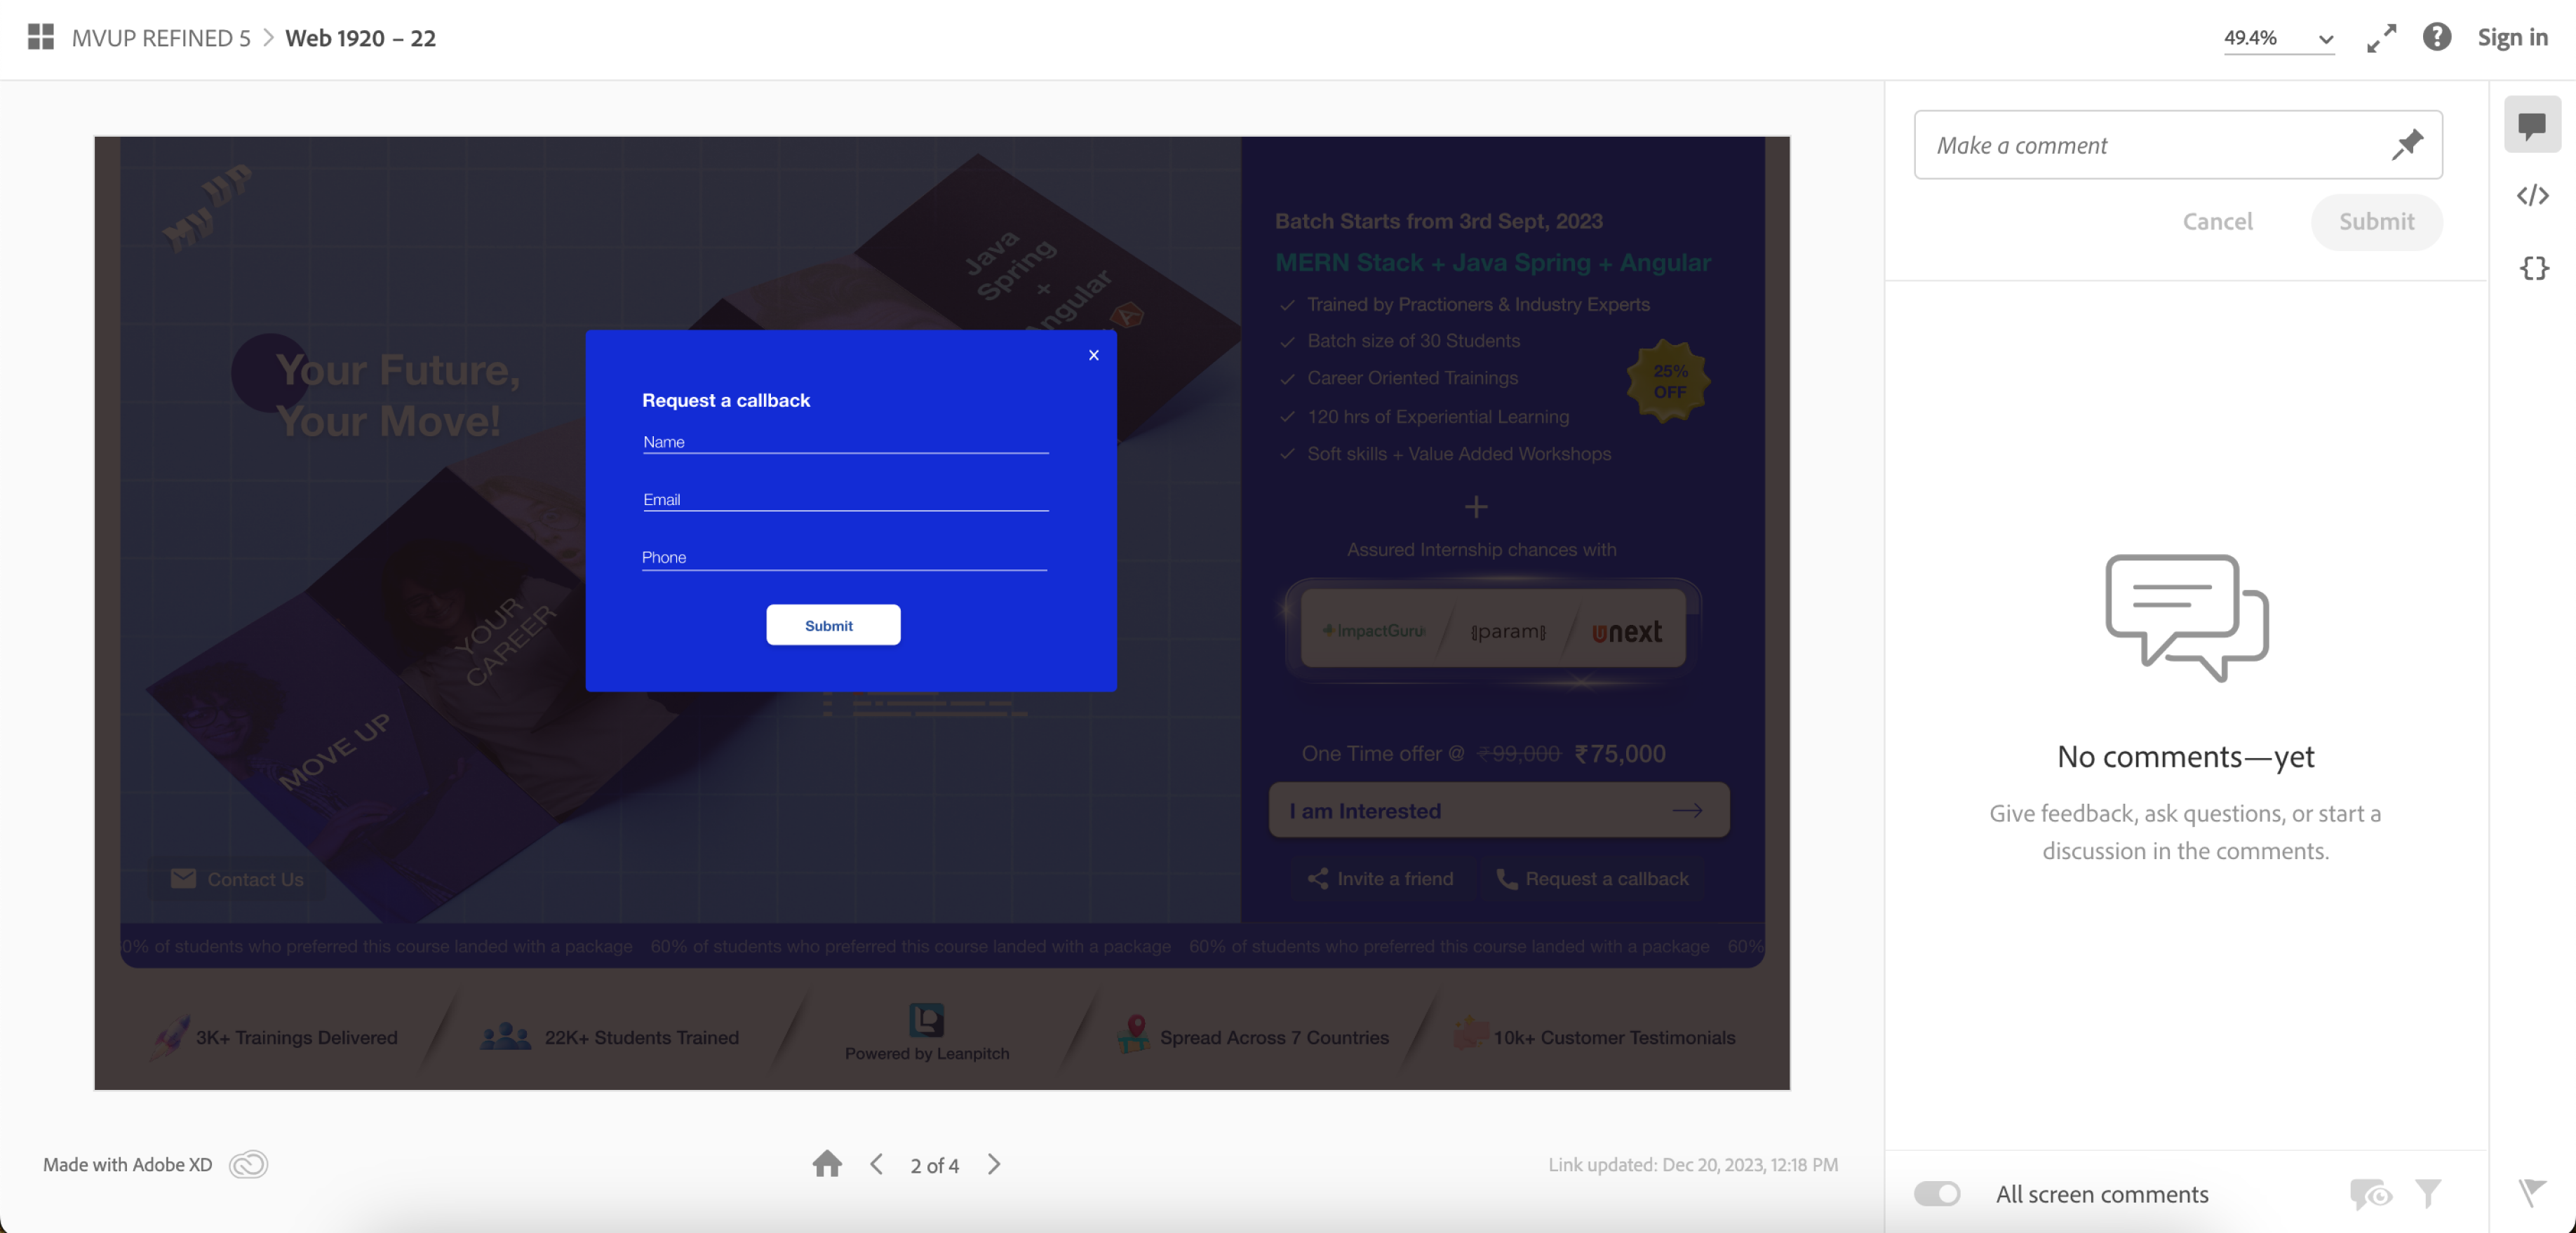 MVUP REFINED 5 > Web 1920 – 22
49.4%
Sign in
MVUP
Your Future,
Your Move!
Java
Spring
+
Angular
YOUR
CAREER
MOVE UP
Contact Us
Request a callback
Name
Email
Phone
Submit
Batch Starts from 3rd Sept, 2023
MERN Stack + Java Spring + Angular
Trained by Practioners & Industry Experts
Batch size of 30 Students
Career Oriented Trainings
120 hrs of Experiential Learning
Soft skills + Value Added Workshops
25%
OFF
+
Assured Internship chances with
ImpactGuru
param
unext
One Time offer @ ₹99,000 ₹75,000
I am Interested
Invite a friend
Request a callback
0% of students who preferred this course landed with a package 60% of students who preferred this course landed with a package 60% of students who preferred this course landed with a package 60%
3K+ Trainings Delivered
22K+ Students Trained
Powered by Leanpitch
Spread Across 7 Countries
10k+ Customer Testimonials
Made with Adobe XD
2 of 4
Link updated: Dec 20, 2023, 12:18 PM
Make a comment
Cancel
Submit
No comments—yet
Give feedback, ask questions, or start a
discussion in the comments.
All screen comments